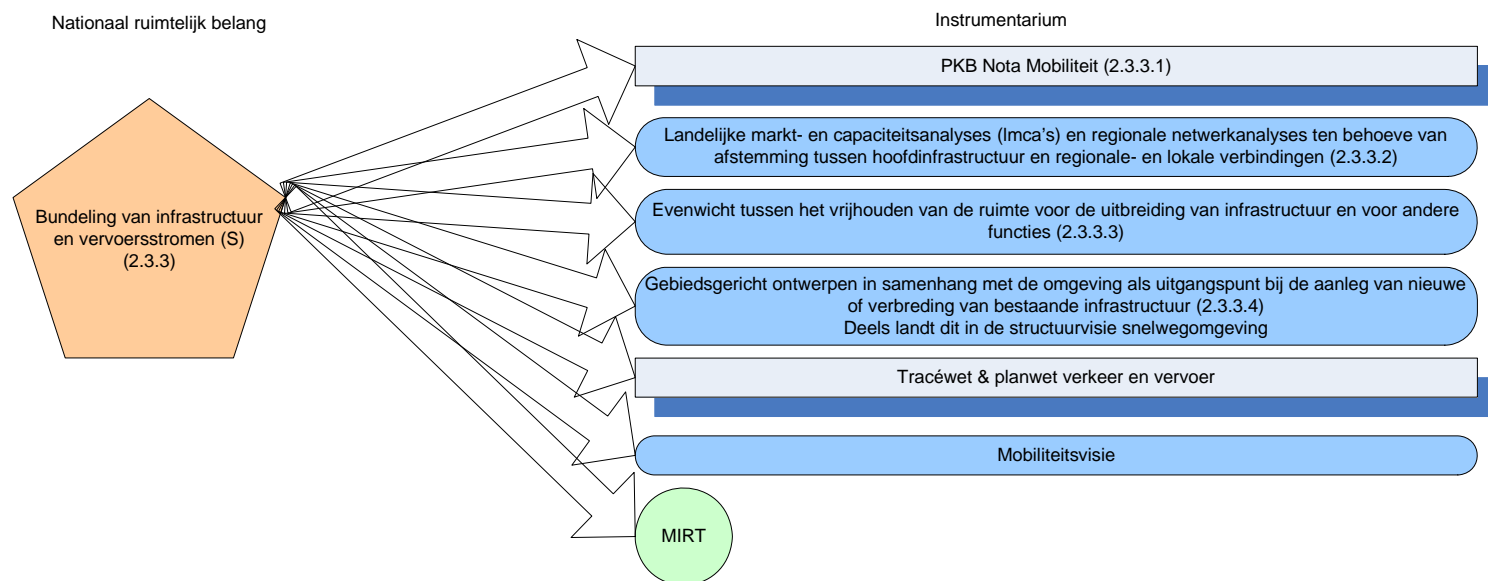 Nationaal ruimtelijk belang
Instrumentarium
PKB Nota Mobiliteit (2.3.3.1)
Landelijke markt- en capaciteitsanalyses (lmca's) en regionale netwerkanalyses ten behoeve van
afstemming tussen hoofdinfrastructuur en regionale- en lokale verbindingen (2.3.3.2)
Bundeling van infrastructuur
en vervoersstromen (S)
(2.3.3)
Evenwicht tussen het vrijhouden van de ruimte voor de uitbreiding van infrastructuur en voor andere
functies (2.3.3.3)
Gebiedsgericht ontwerpen in samenhang met de omgeving als uitgangspunt bij de aanleg van nieuwe
of verbreding van bestaande infrastructuur (2.3.3.4)
Deels landt dit in de structuurvisie snelwegomgeving
Tracéwet & planwet verkeer en vervoer
Mobiliteitsvisie
MIRT